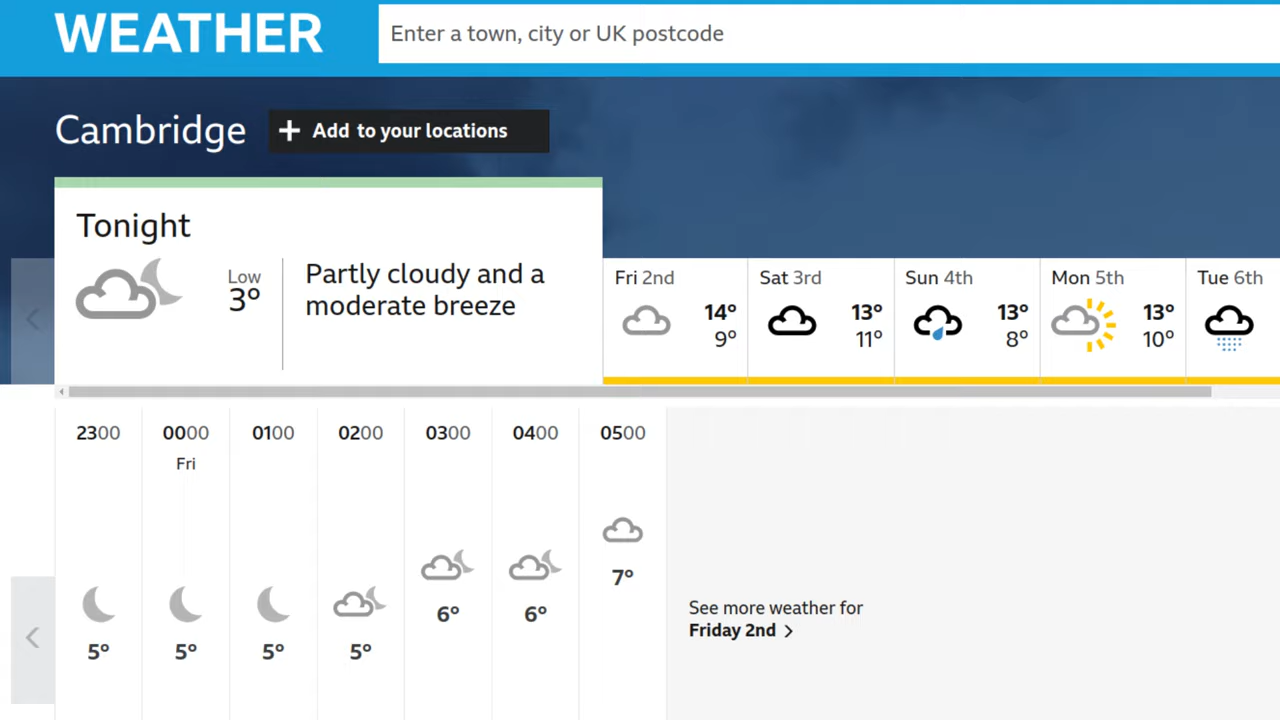 WEATHER
Enter a town, city or UK postcode
Cambridge
+ Add to your locations
Tonight
Low
3°
Partly cloudy and a
moderate breeze
Fri 2nd
14°
9°
Sat 3rd
13°
11°
Sun 4th
13°
8°
Mon 5th
13°
10°
Tue 6th
2300 0000 0100 0200 0300 0400 0500
Fri
5° 5° 5° 5° 6° 6° 7°
See more weather for
Friday 2nd